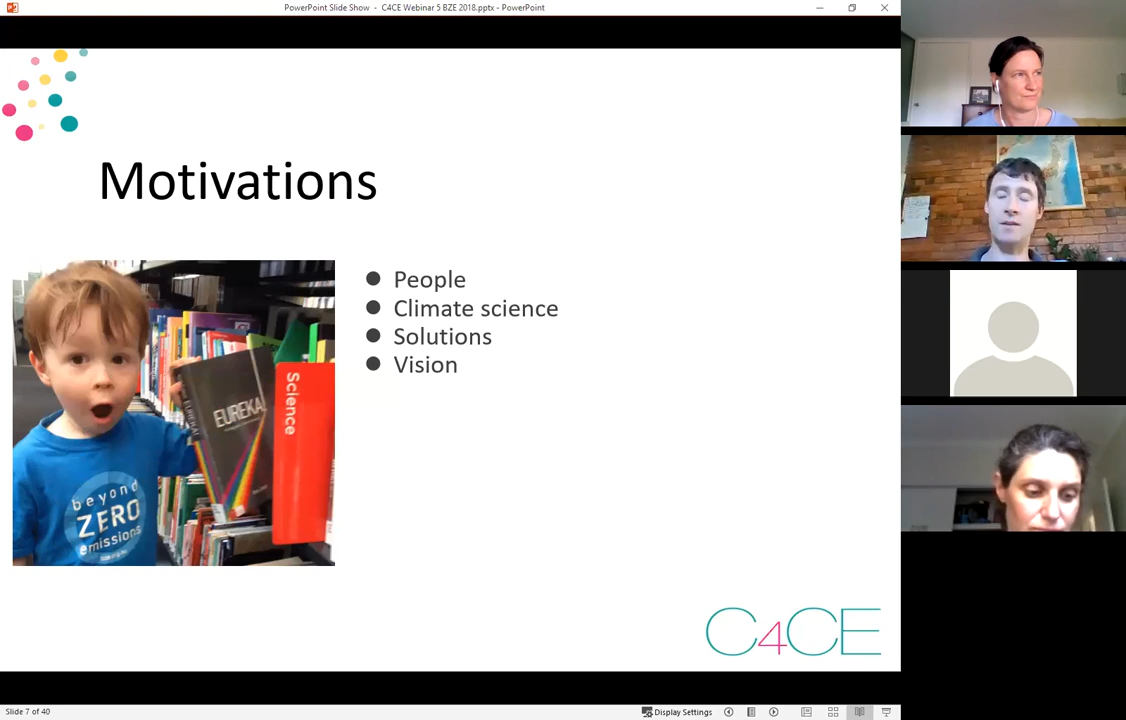 PowerPoint Slide Show - C4CE Webinar 5 BZE 2018.pptx - PowerPoint
Motivations
People
Climate science
Solutions
Vision
EUREKA!
Science
beyond
ZERO
emissions
C4CE
Slide 7 of 40
Display Settings